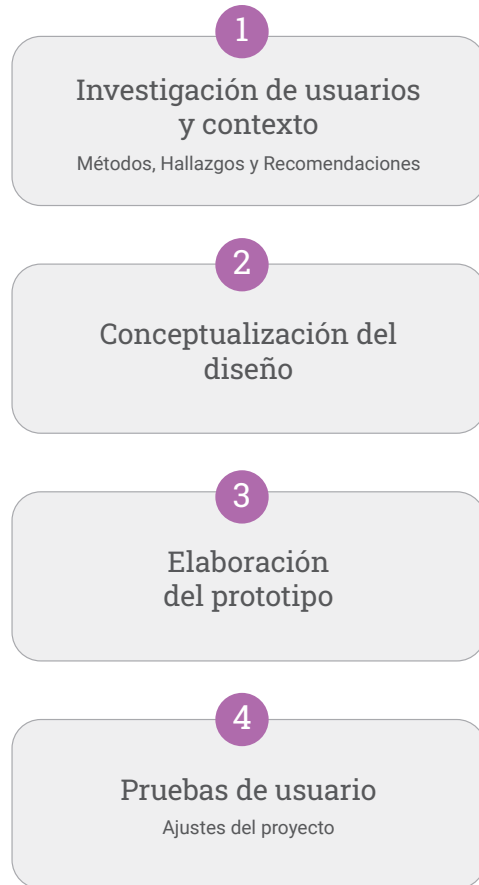 1
Investigación de usuarios
y contexto
Métodos, Hallazgos y Recomendaciones
2
Conceptualización del
diseño
3
Elaboración
del prototipo
4
Pruebas de usuario
Ajustes del proyecto